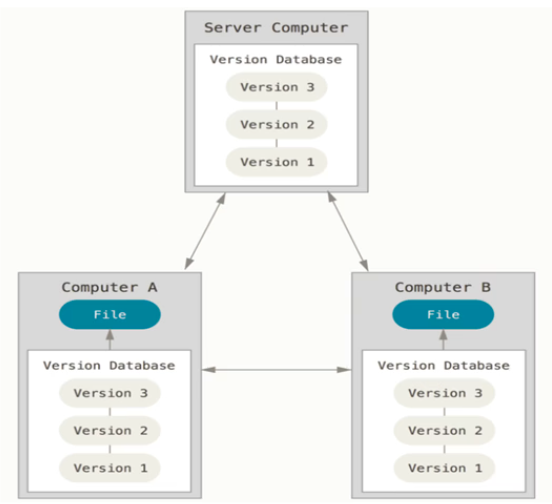 Server Computer
Version Database
Version 3
Version 2
Version 1
Computer A
File
Version Database
Version 3
Version 2
Version 1
Computer B
File
Version Database
Version 3
Version 2
Version 1